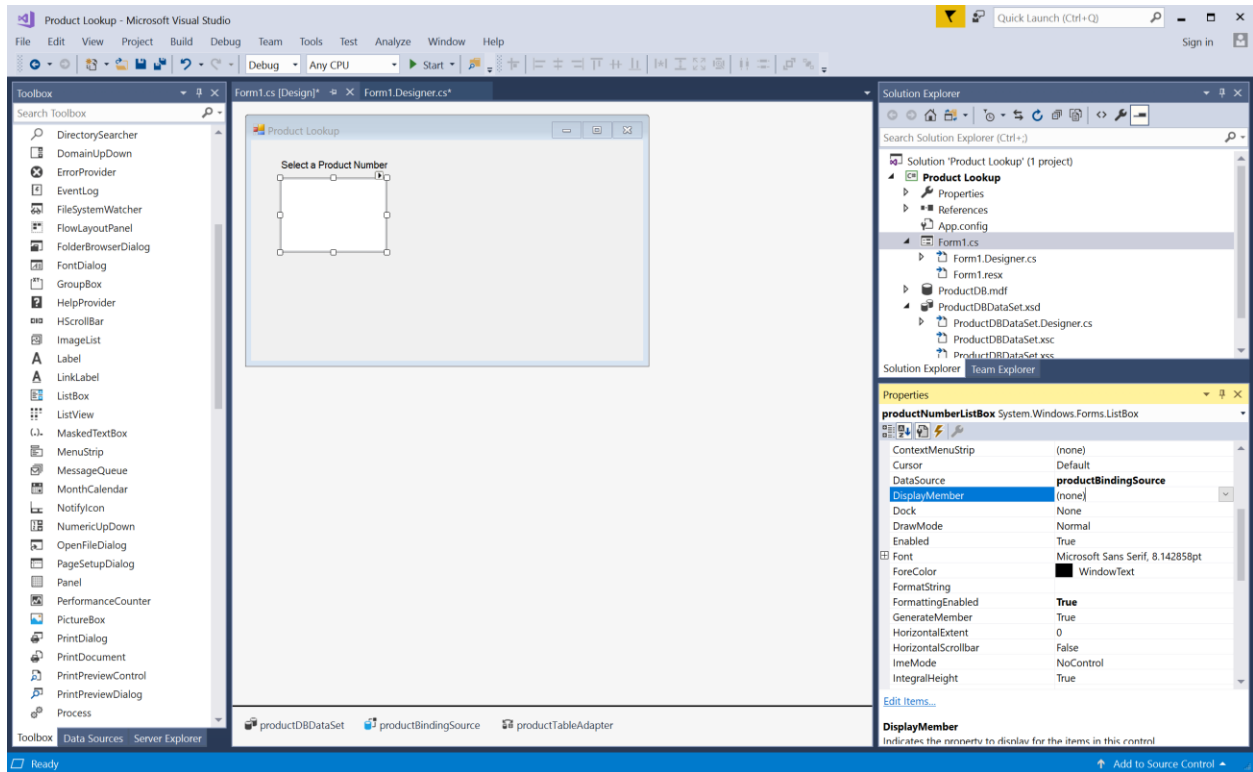 Product Lookup - Microsoft Visual Studio
Quick Launch (Ctrl+Q)
File Edit View Project Build Debug Team Tools Test Analyze Window Help
Sign in
Debug Any CPU Start
Toolbox
Search Toolbox
DirectorySearcher
DomainUpDown
ErrorProvider
EventLog
FileSystemWatcher
FlowLayoutPanel
FolderBrowserDialog
FontDialog
GroupBox
HelpProvider
HScrollBar
ImageList
Label
LinkLabel
ListBox
ListView
MaskedTextBox
MenuStrip
MessageQueue
MonthCalendar
NotifyIcon
NumericUpDown
OpenFileDialog
PageSetupDialog
Panel
PerformanceCounter
PictureBox
PrintDialog
PrintDocument
PrintPreviewControl
PrintPreviewDialog
Process
Toolbox Data Sources Server Explorer
Form1.cs [Design]* Form1.Designer.cs*
Product Lookup
Select a Product Number
productDBDataSet productBindingSource productTableAdapter
Solution Explorer
Search Solution Explorer (Ctrl+;)
Solution 'Product Lookup' (1 project)
Product Lookup
Properties
References
App.config
Form1.cs
Form1.Designer.cs
Form1.resx
ProductDB.mdf
ProductDBDataSet.xsd
ProductDBDataSet.Designer.cs
ProductDBDataSet.xsc
ProductDBDataSet.xss
Solution Explorer Team Explorer
Properties
productNumberListBox System.Windows.Forms.ListBox
ContextMenuStrip (none)
Cursor Default
DataSource productBindingSource
DisplayMember (none)
Dock None
DrawMode Normal
Enabled True
Font Microsoft Sans Serif, 8.142858pt
ForeColor WindowText
FormatString
FormattingEnabled True
GenerateMember True
HorizontalExtent 0
HorizontalScrollbar False
ImeMode NoControl
IntegralHeight True
Edit Items...
DisplayMember
Indicates the property to display for the items in this control
Ready
Add to Source Control